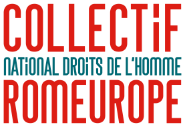 COLLECTiF
NATIONAL DROITS DE L'HOMME
ROMEUROPE